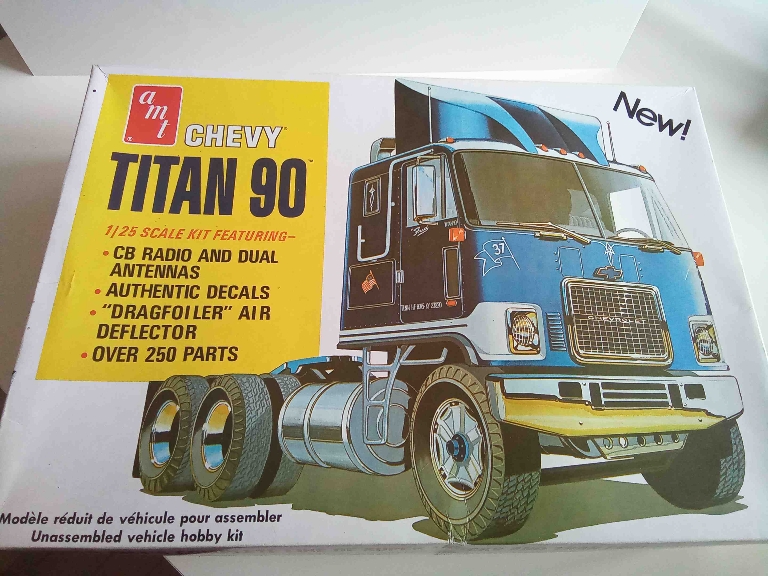 amt
CHEVY
TITAN 90
New!
1/25 SCALE KIT FEATURING–
• CB RADIO AND DUAL
ANTENNAS
• AUTHENTIC DECALS
• "DRAGFOILER" AIR
DEFLECTOR
• OVER 250 PARTS
37
Modèle réduit de véhicule pour assembler
Unassembled vehicle hobby kit